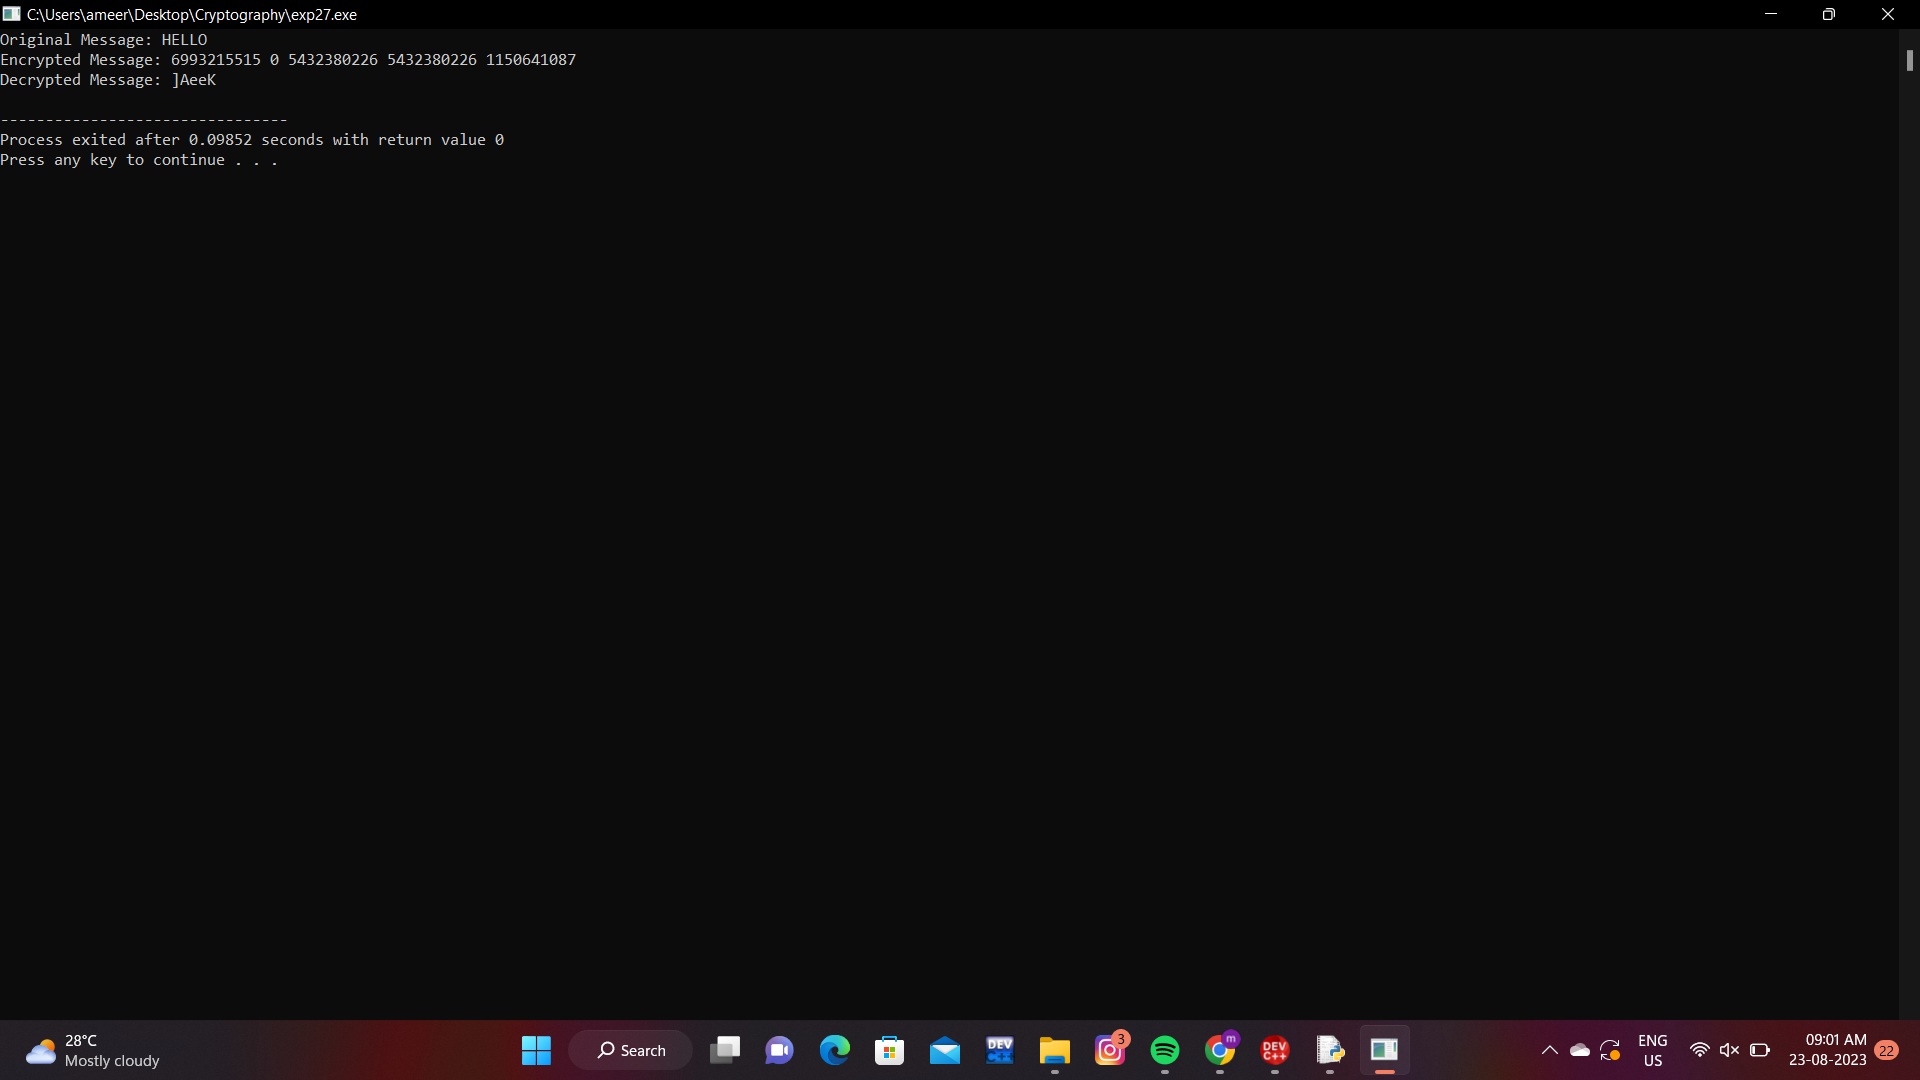 C:\Users\ameer\Desktop\Cryptography\exp27.exe
Original Message: HELLO
Encrypted Message: 6993215515 0 5432380226 5432380226 1150641087
Decrypted Message: ]AeeK
--------------------------------
Process exited after 0.09852 seconds with return value 0
Press any key to continue . . .
28°C
Mostly cloudy
Search
DEV
C++
3
m
DEV
C++
ENG
US
09:01 AM
23-08-2023
22